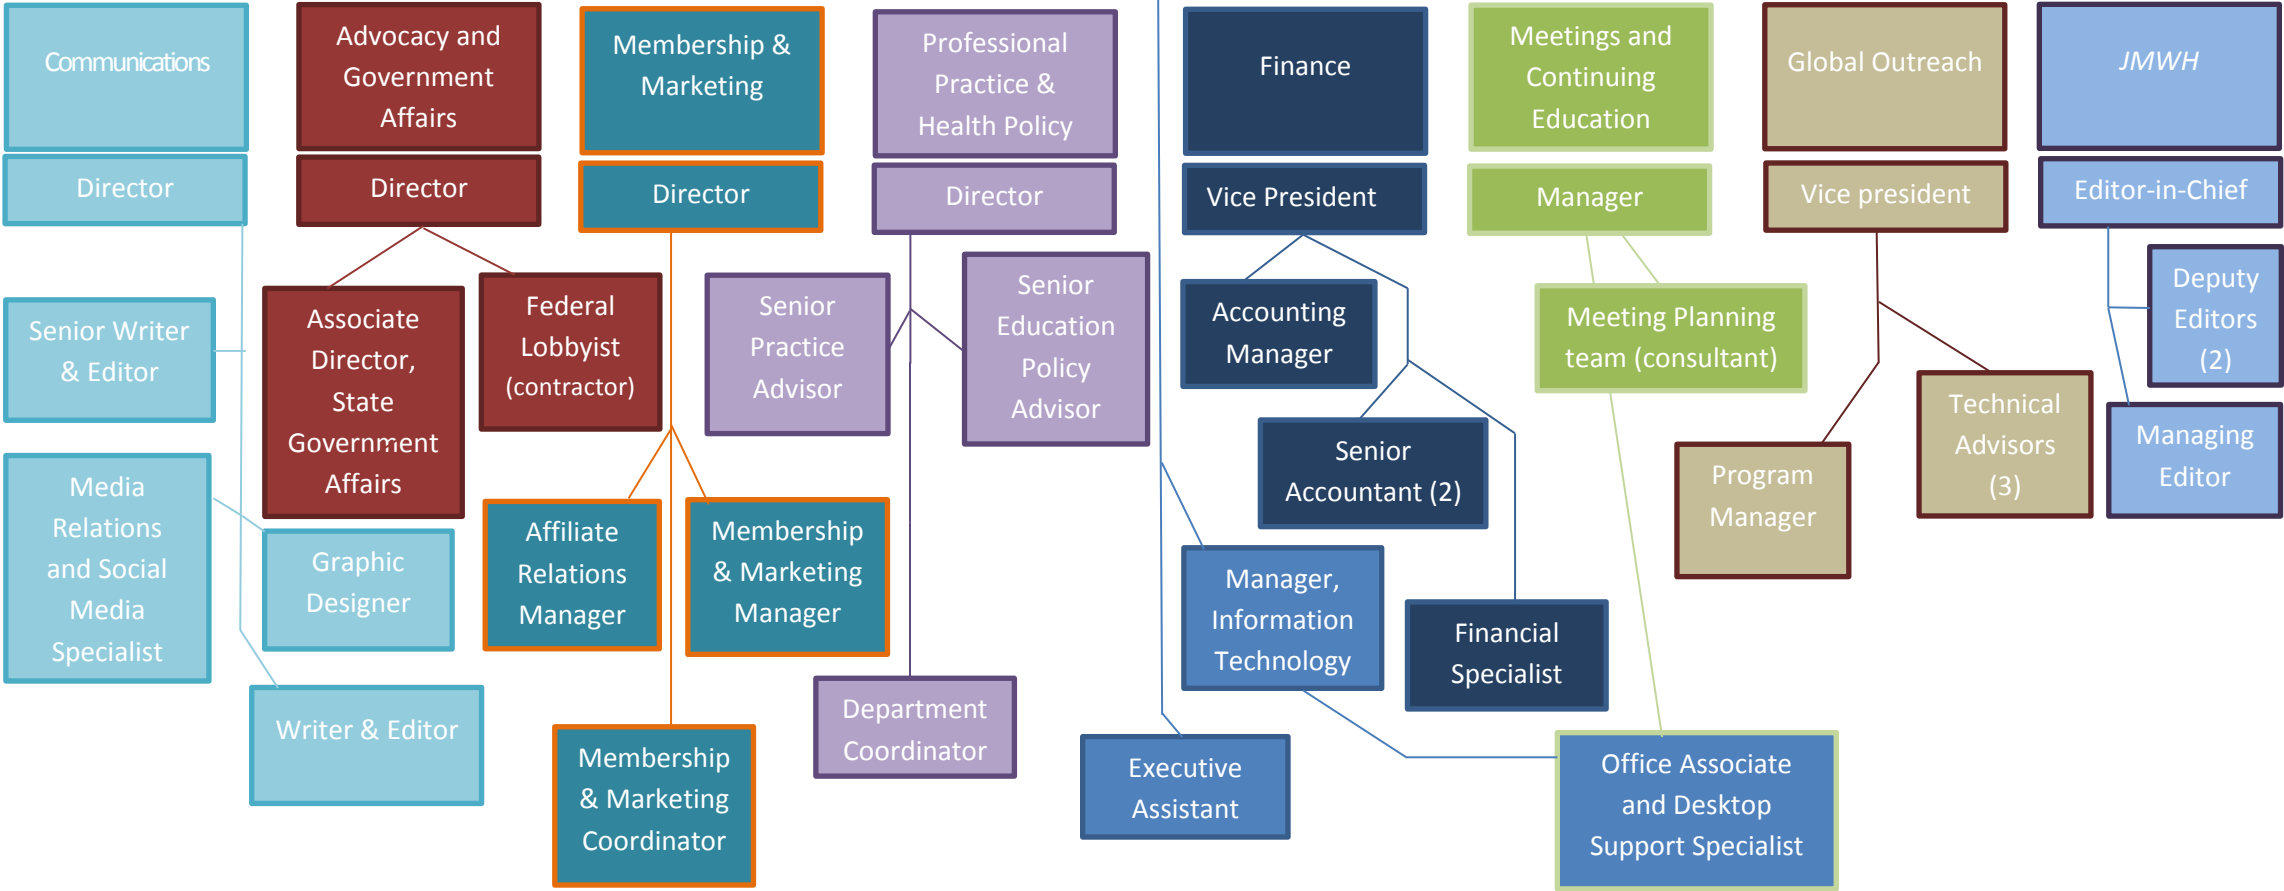 Communications
Director
Senior Writer
& Editor
Media
Relations
and Social
Media
Specialist
Graphic
Designer
Writer & Editor
Advocacy and
Government
Affairs
Director
Associate
Director,
State
Government
Affairs
Federal
Lobbyist
(contractor)
Membership &
Marketing
Director
Affiliate
Relations
Manager
Membership
& Marketing
Manager
Membership
& Marketing
Coordinator
Professional
Practice &
Health Policy
Director
Senior
Practice
Advisor
Senior
Education
Policy
Advisor
Department
Coordinator
Finance
Vice President
Accounting
Manager
Senior
Accountant (2)
Financial
Specialist
Manager,
Information
Technology
Executive
Assistant
Meetings and
Continuing
Education
Manager
Meeting Planning
team (consultant)
Office Associate
and Desktop
Support Specialist
Global Outreach
Vice president
Program
Manager
Technical
Advisors
(3)
JMWH
Editor-in-Chief
Deputy
Editors
(2)
Managing
Editor